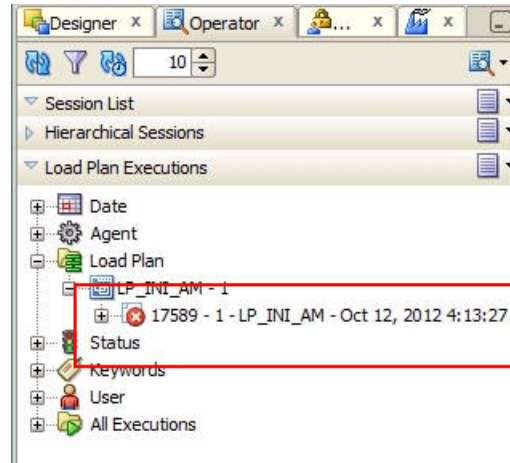 Designer x Operator x ... x x
10
Session List
Hierarchical Sessions
Load Plan Executions
Date
Agent
Load Plan
LP_INI_AM - 1
17589 - 1 - LP_INI_AM - Oct 12, 2012 4:13:27
Status
Keywords
User
All Executions